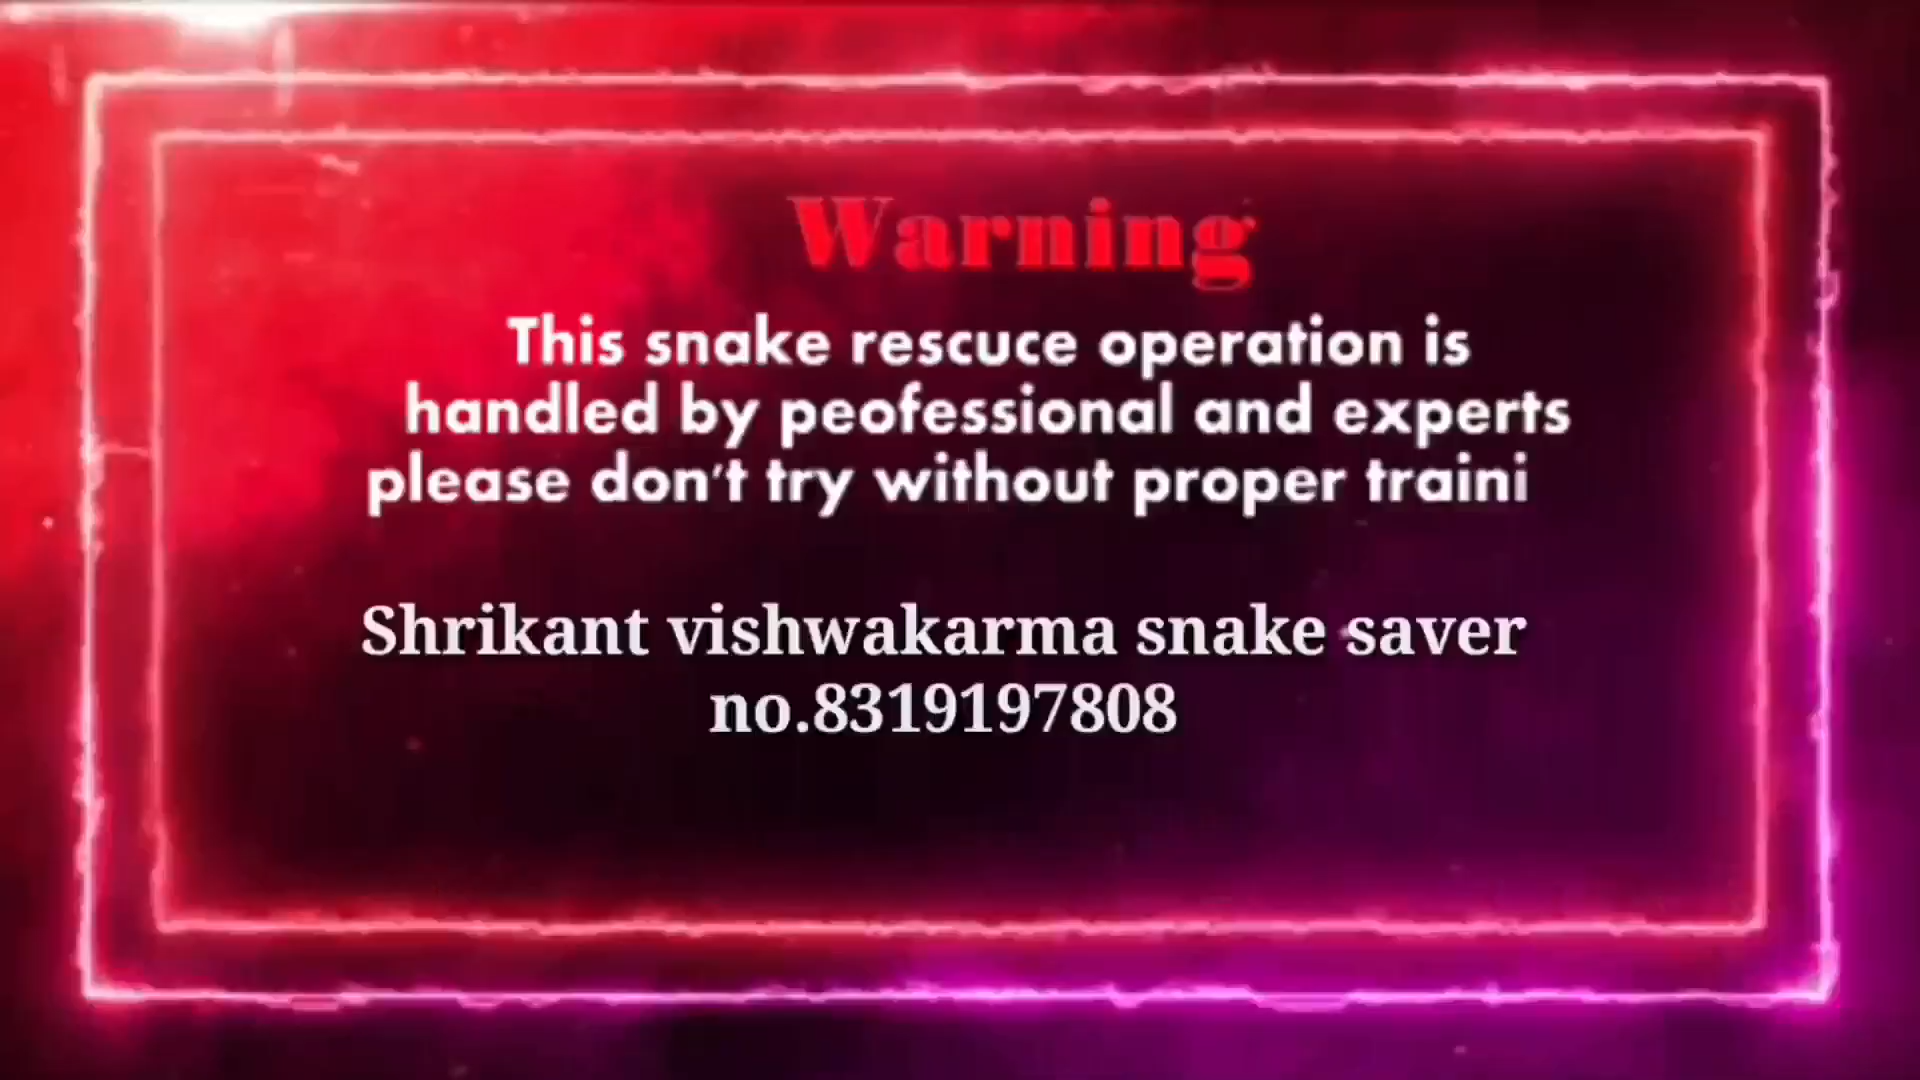 Warning
This snake rescuce operation is
handled by peofessional and experts
please don't try without proper traini
Shrikant vishwakarma snake saver
no.8319197808